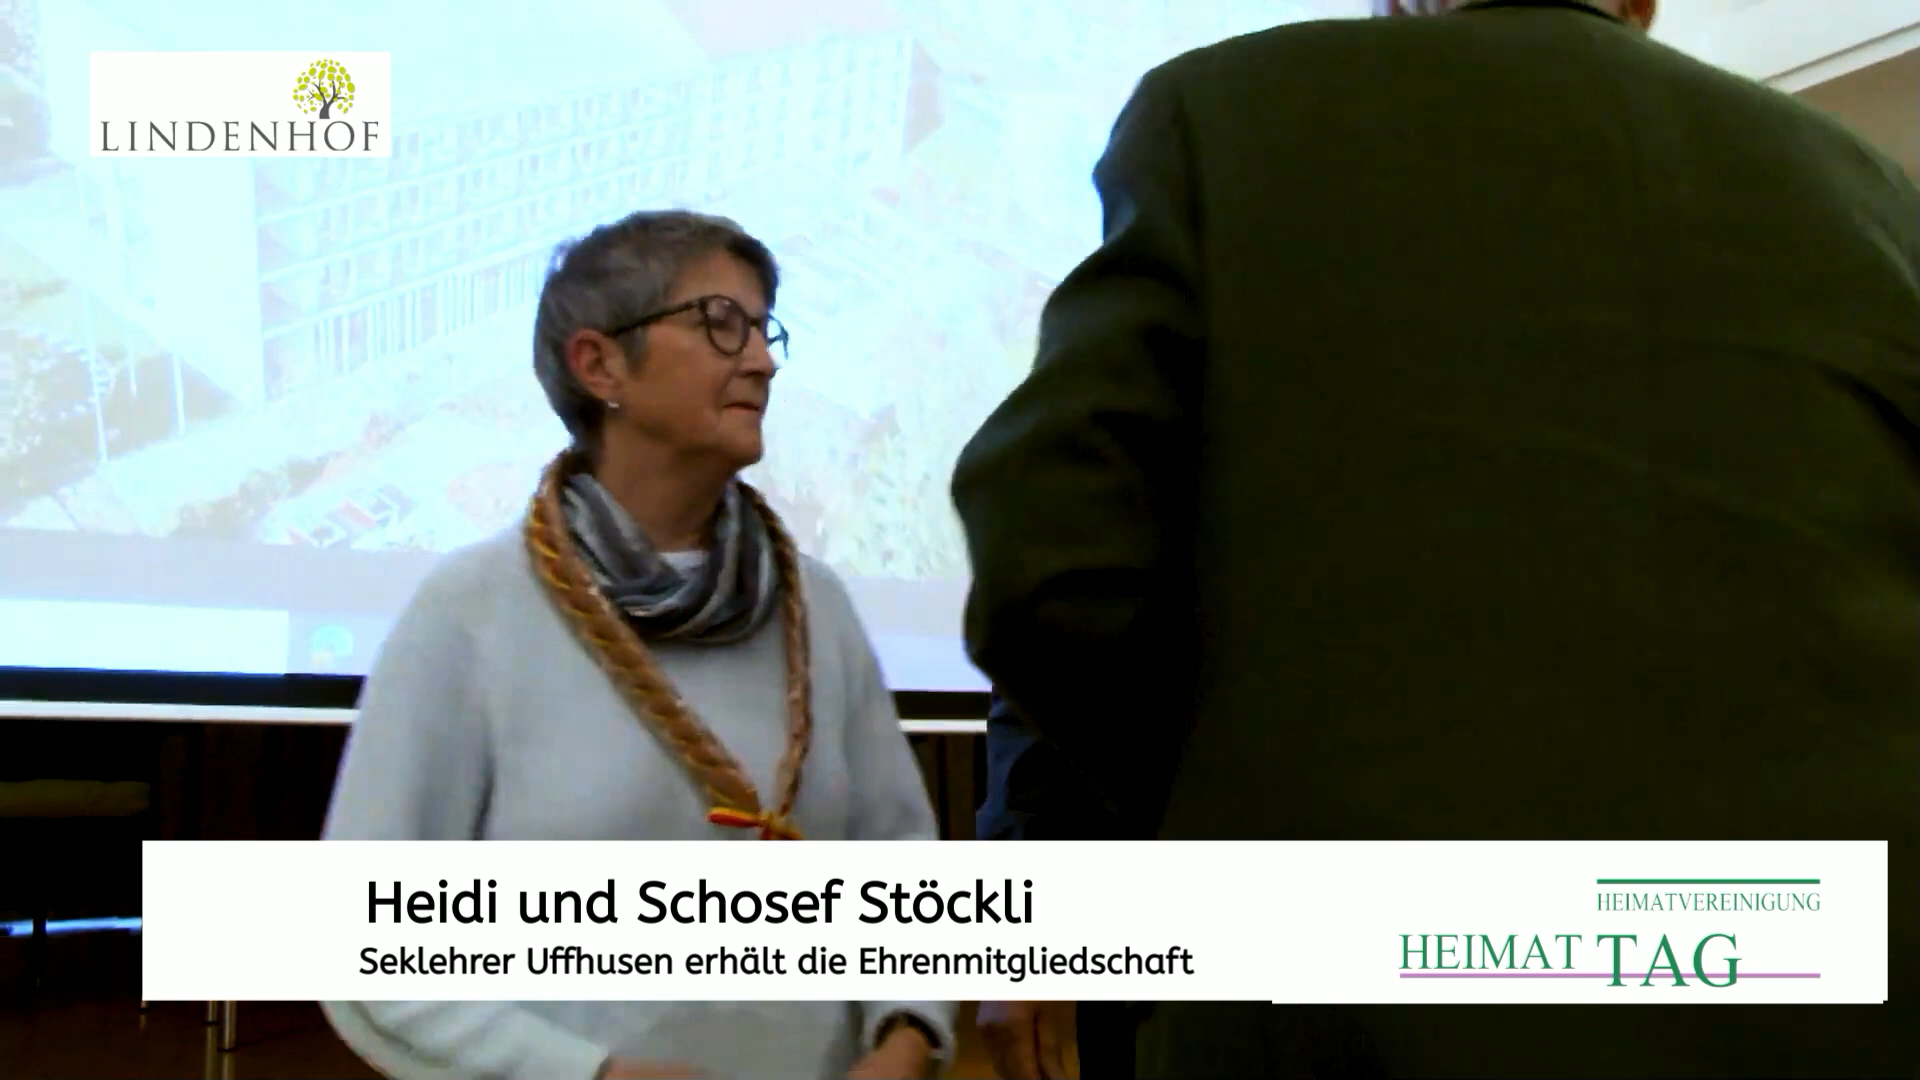 LINDENHOF
Heidi und Schosef Stöckli
Seklehrer Uffhusen erhält die Ehrenmitgliedschaft
HEIMATVEREINIGUNG
HEIMAT TAG